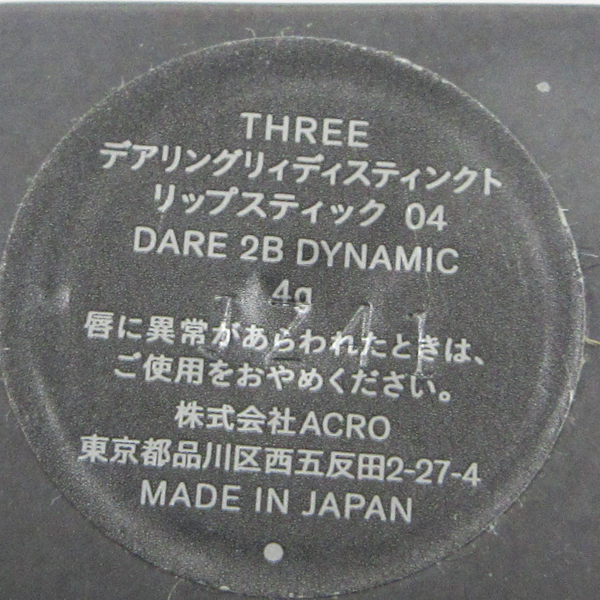 THREE
デアリングリィディスティンクト
リップスティック 04
DARE 2B DYNAMIC
4g
J241
唇に異常があらわれたときは、
ご使用をおやめください。
株式会社ACRO
東京都品川区西五反田2-27-4
MADE IN JAPAN